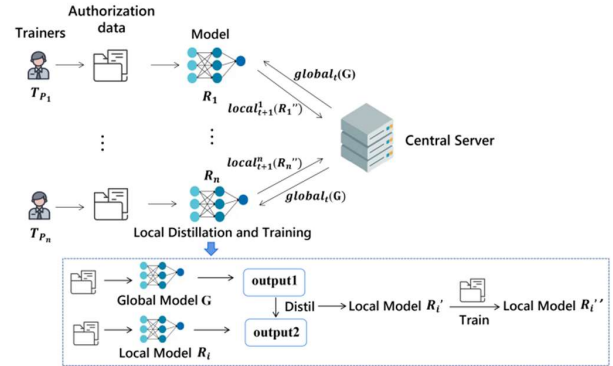 Authorization
data
Trainers
Model
T_{P_1}
R_1
global_t(G)
local^1_{t+1}(R_1'')
Central Server
R_n
local^n_{t+1}(R_n'')
global_t(G)
T_{P_n}
Local Distillation and Training
Global Model G
output1
Distil
Local Model R_i'
Train
Local Model R_i''
output2
Local Model R_i